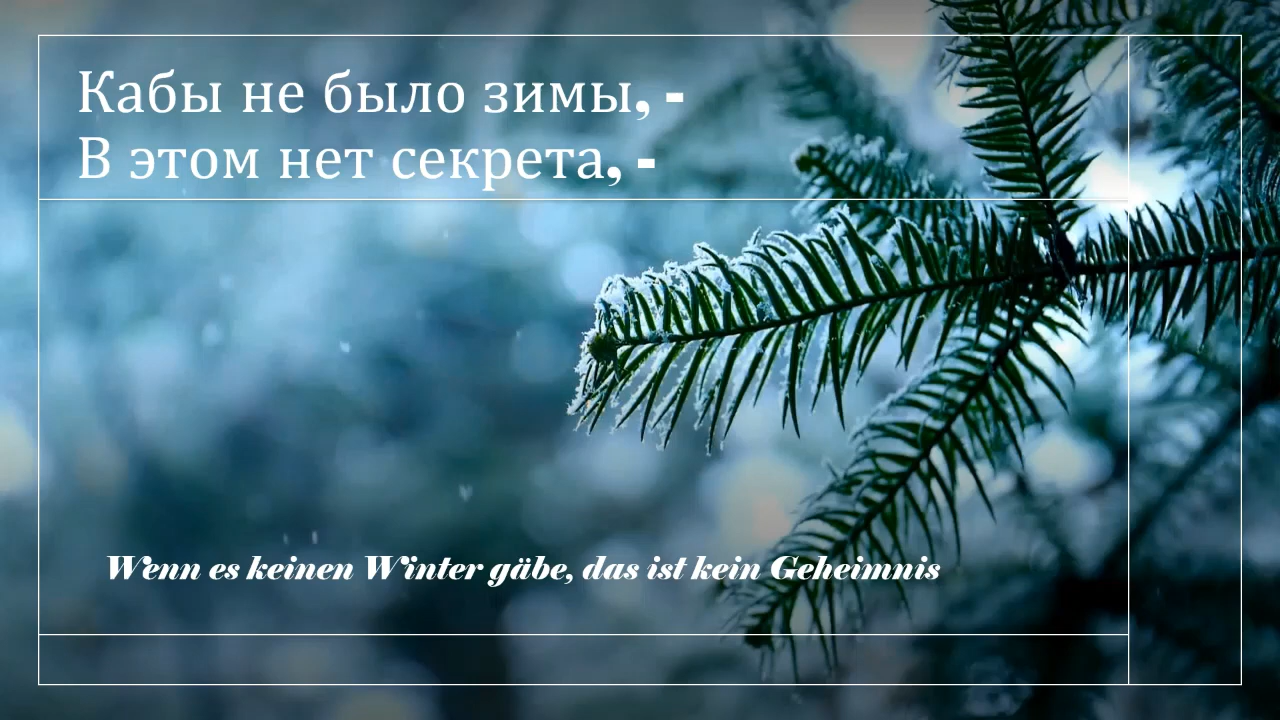 Кабы не было зимы, -
В этом нет секрета, -
Wenn es keinen Winter gäbe, das ist kein Geheimnis